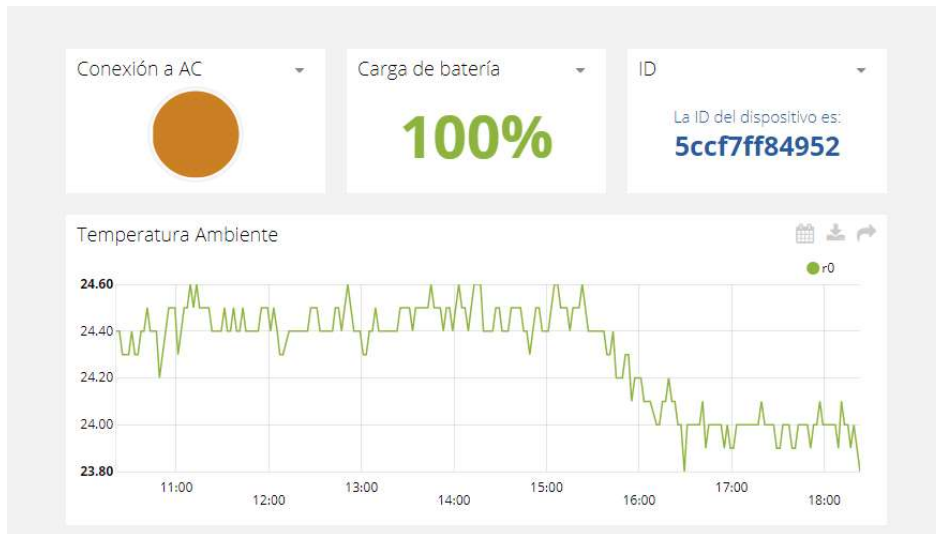 Conexión a AC
Carga de batería
ID
100%
La ID del dispositivo es:
5ccf7ff84952
Temperatura Ambiente
r0
24.60
24.40
24.20
24.00
23.80
11:00
12:00
13:00
14:00
15:00
16:00
17:00
18:00